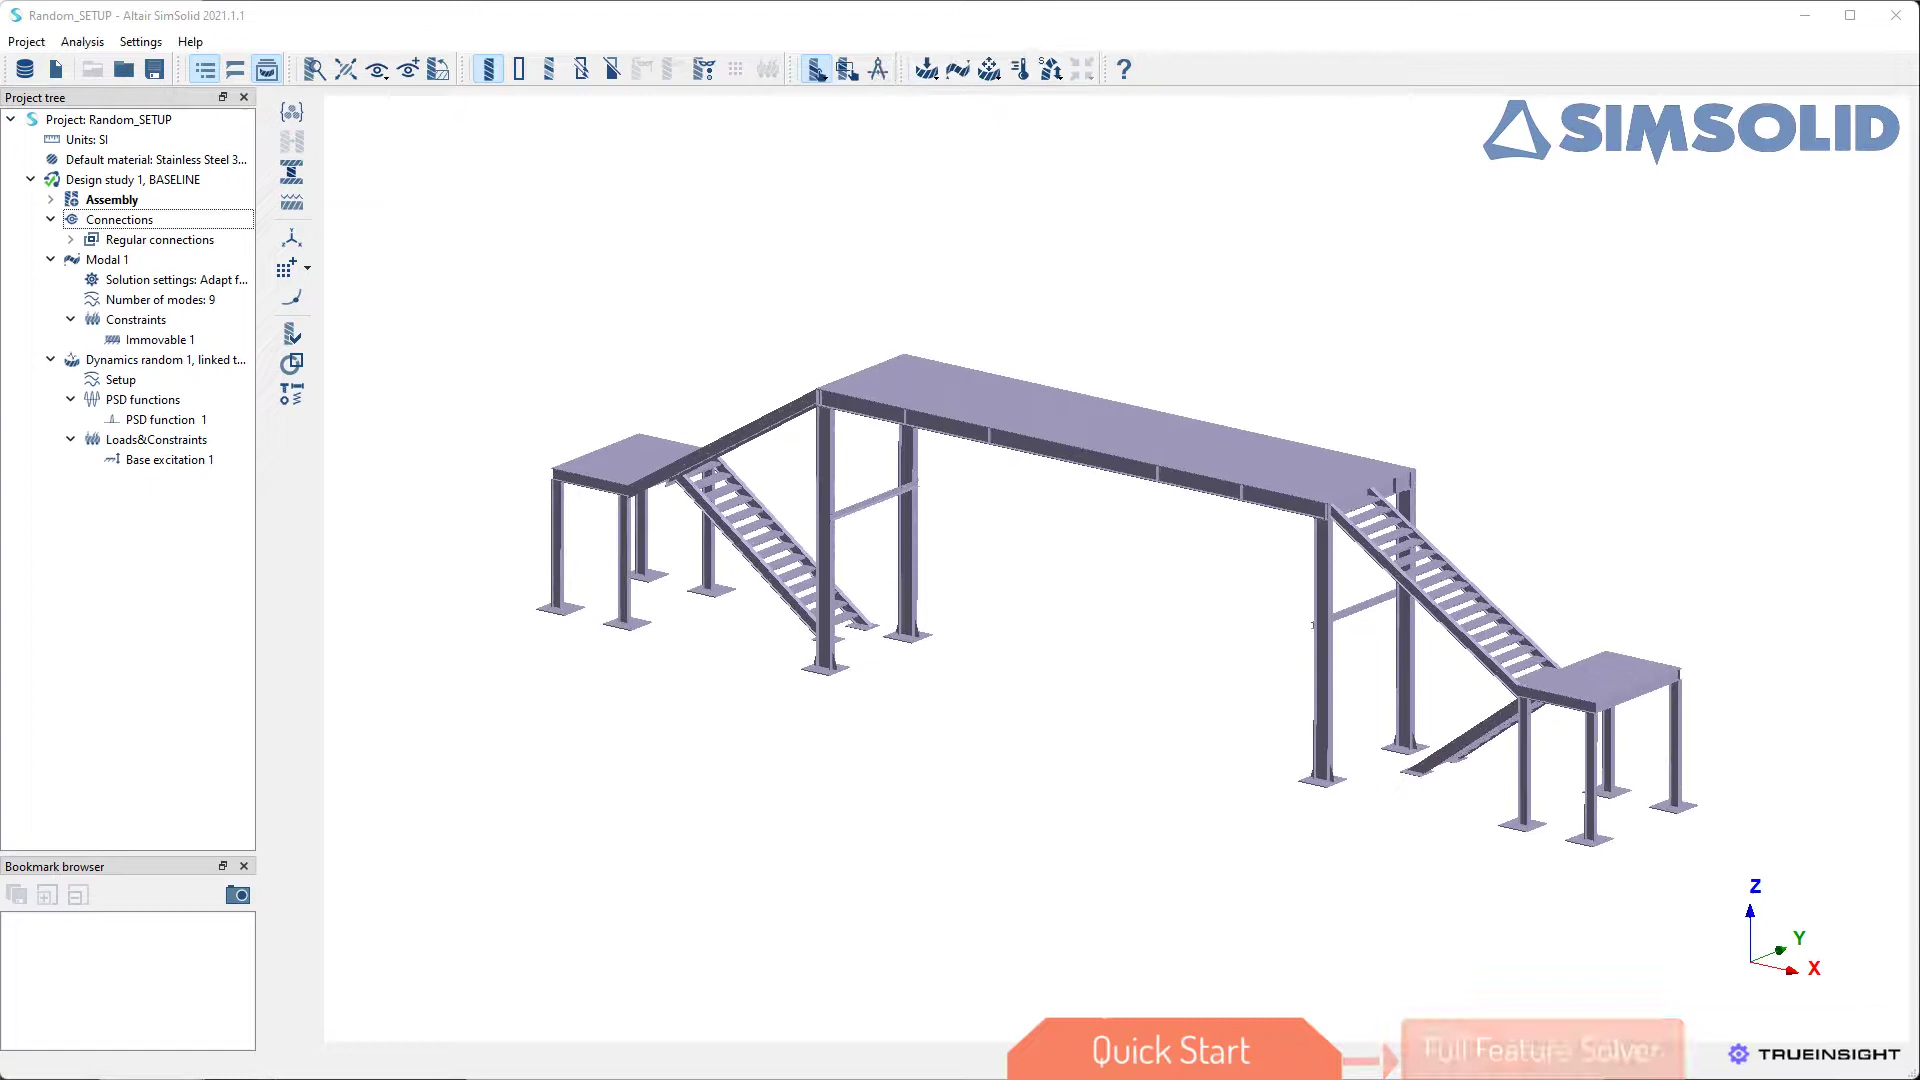 Random_SETUP - Altair SimSolid 2021.1.1
Project Analysis Settings Help
Project tree
Project: Random_SETUP
Units: SI
Default material: Stainless Steel 3...
Design study 1, BASELINE
Assembly
Connections
Regular connections
Modal 1
Solution settings: Adapt f...
Number of modes: 9
Constraints
Immovable 1
Dynamics random 1, linked t...
Setup
PSD functions
PSD function 1
Loads&Constraints
Base excitation 1
Bookmark browser
SIMSOLID
Z
Y
X
Quick Start
Full Feature Solver
TRUEINSIGHT